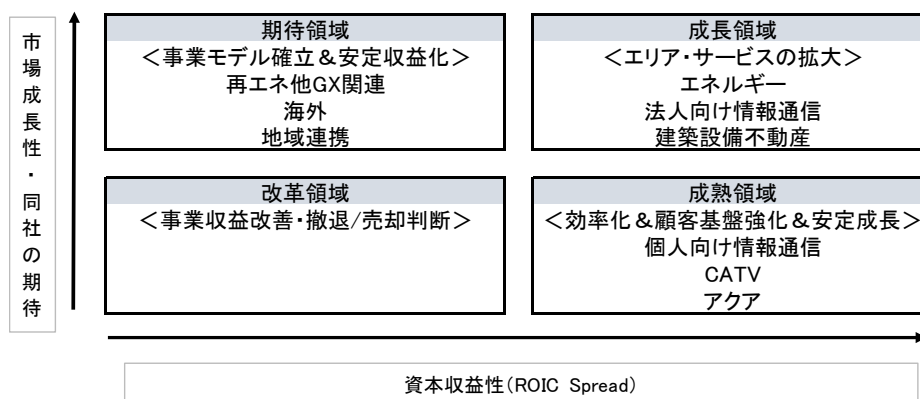 市場成長性・同社の期待
期待領域
<事業モデル確立&安定収益化>
再エネ他GX関連
海外
地域連携
成長領域
<エリア・サービスの拡大>
エネルギー
法人向け情報通信
建築設備不動産
改革領域
<事業収益改善・撤退/売却判断>
成熟領域
<効率化&顧客基盤強化&安定成長>
個人向け情報通信
CATV
アクア
資本収益性(ROIC Spread)